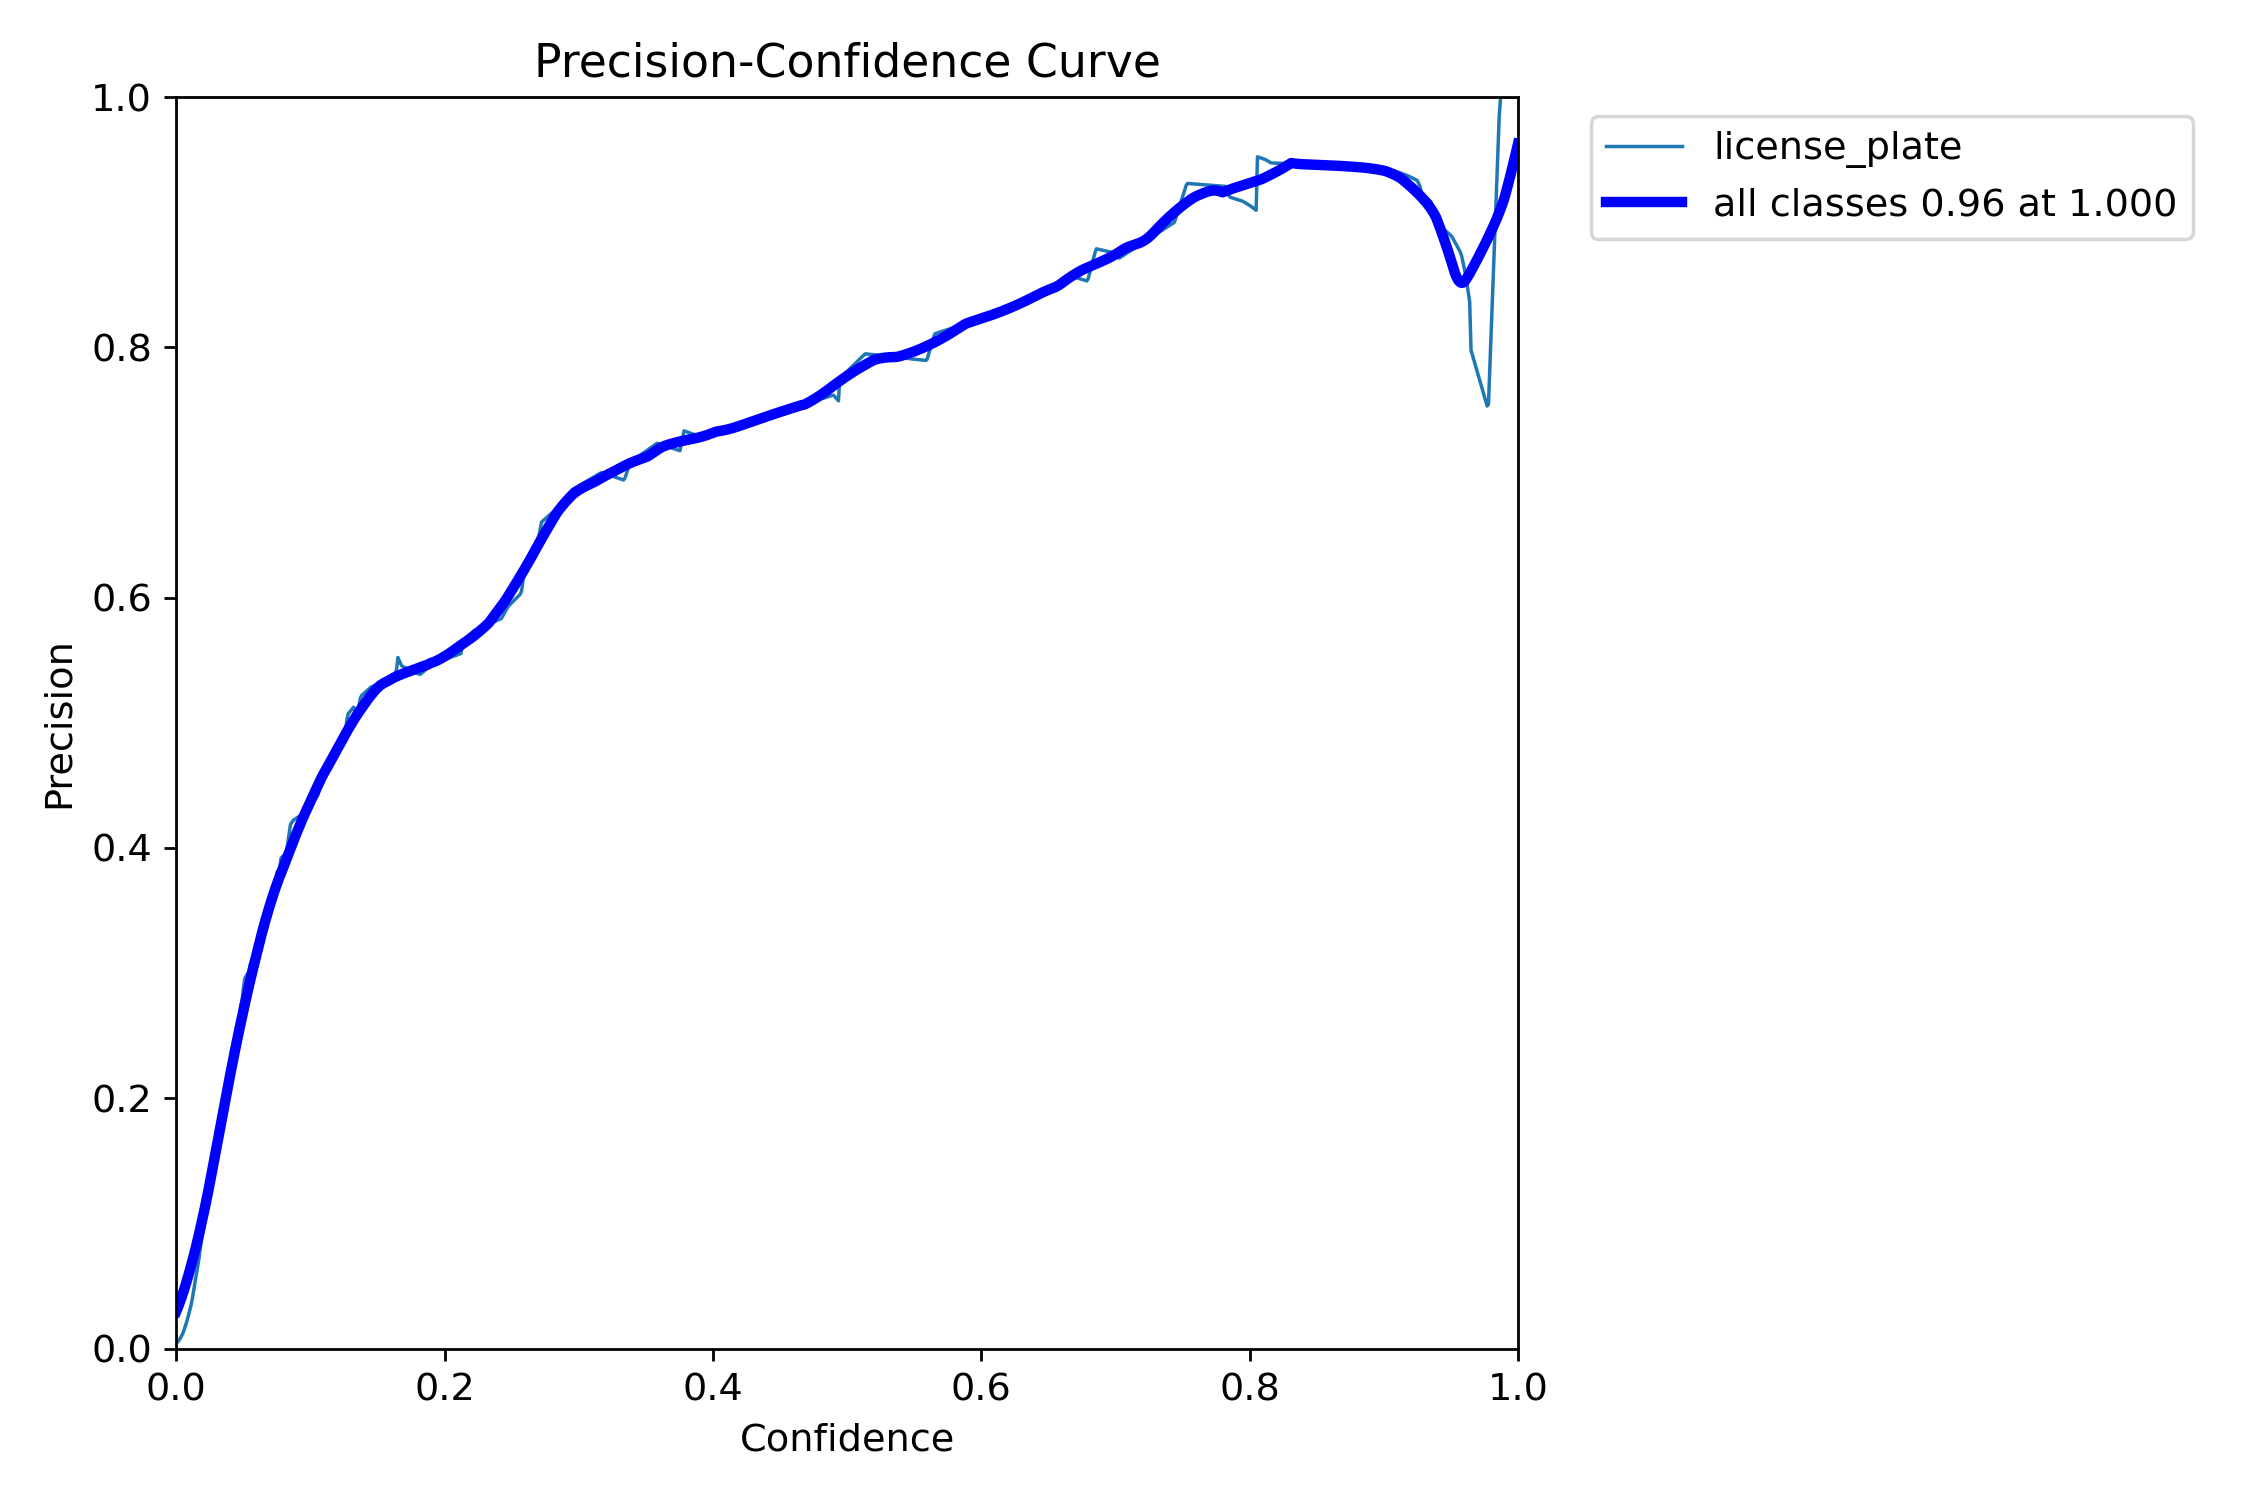 Precision-Confidence Curve
license_plate
all classes 0.96 at 1.000
Precision
1.0
0.8
0.6
0.4
0.2
0.0
0.0 0.2 0.4 0.6 0.8 1.0
Confidence